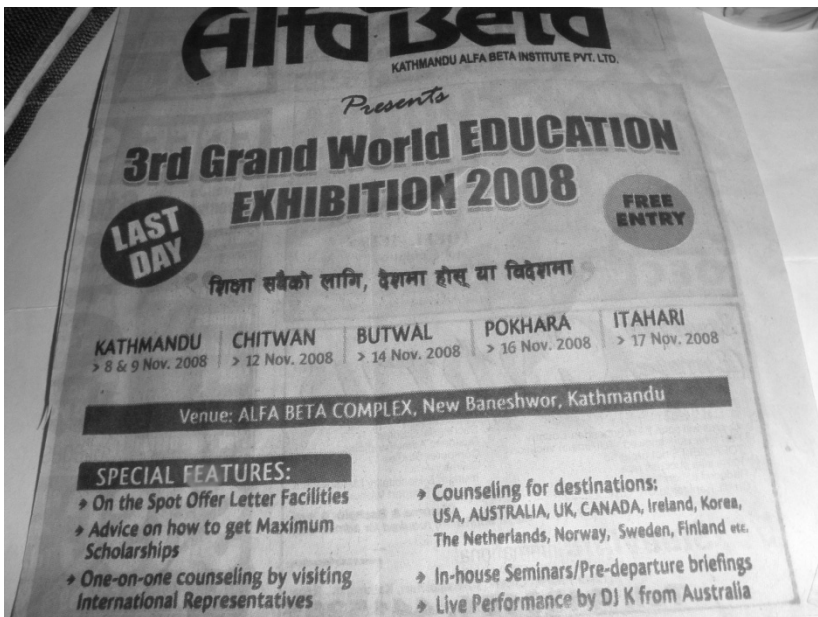 Alfa Beta
KATHMANDU ALFA BETA INSTITUTE PVT. LTD.
Presents
3rd Grand World EDUCATION
EXHIBITION 2008
LAST
DAY
FREE
ENTRY
शिक्षा सबैको लागि, देशमा होस् या विदेशमा
KATHMANDU
> 8 & 9 Nov. 2008
CHITWAN
> 12 Nov. 2008
BUTWAL
> 14 Nov. 2008
POKHARA
> 16 Nov. 2008
ITAHARI
> 17 Nov. 2008
Venue: ALFA BETA COMPLEX, New Baneshwor, Kathmandu
SPECIAL FEATURES:
On the Spot Offer Letter Facilities
Advice on how to get Maximum
Scholarships
One-on-one counseling by visiting
International Representatives
Counseling for destinations:
USA, AUSTRALIA, UK, CANADA, Ireland, Korea,
The Netherlands, Norway, Sweden, Finland etc.
In-house Seminars/Pre-departure briefings
Live Performance by DJ K from Australia